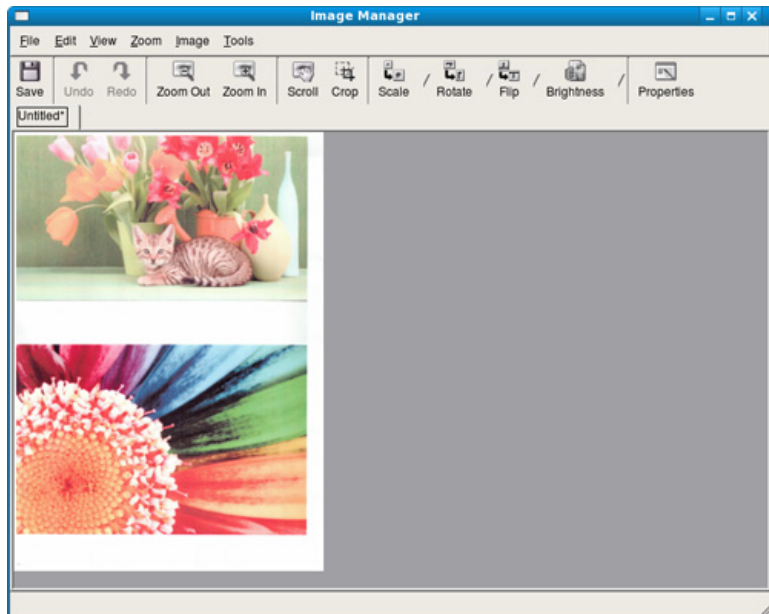 Image Manager
File Edit View Zoom Image Tools
Save Undo Redo Zoom Out Zoom In Scroll Crop Scale / Rotate / Flip / Brightness / Properties
Untitled*